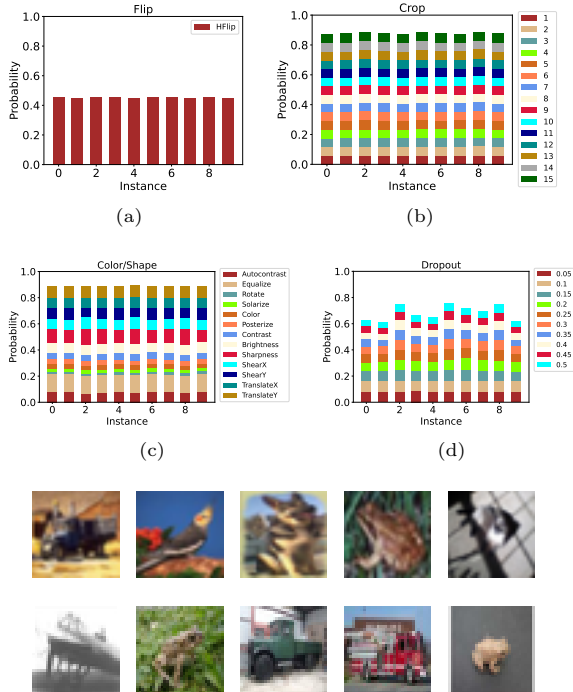 Flip
Probability
1.0
0.8
0.6
0.4
0.2
0.0
HFlip
0 2 4 6 8
Instance
(a)
Crop
Probability
1.0
0.8
0.6
0.4
0.2
0.0
1
2
3
4
5
6
7
8
9
10
11
12
13
14
15
0 2 4 6 8
Instance
(b)
Color/Shape
Probability
1.0
0.8
0.6
0.4
0.2
0.0
Autocontrast
Equalize
Rotate
Solarize
Color
Posterize
Contrast
Brightness
Sharpness
ShearX
ShearY
TranslateX
TranslateY
0 2 4 6 8
Instance
(c)
Dropout
Probability
1.0
0.8
0.6
0.4
0.2
0.0
0.05
0.1
0.15
0.2
0.25
0.3
0.35
0.4
0.45
0.5
0 2 4 6 8
Instance
(d)